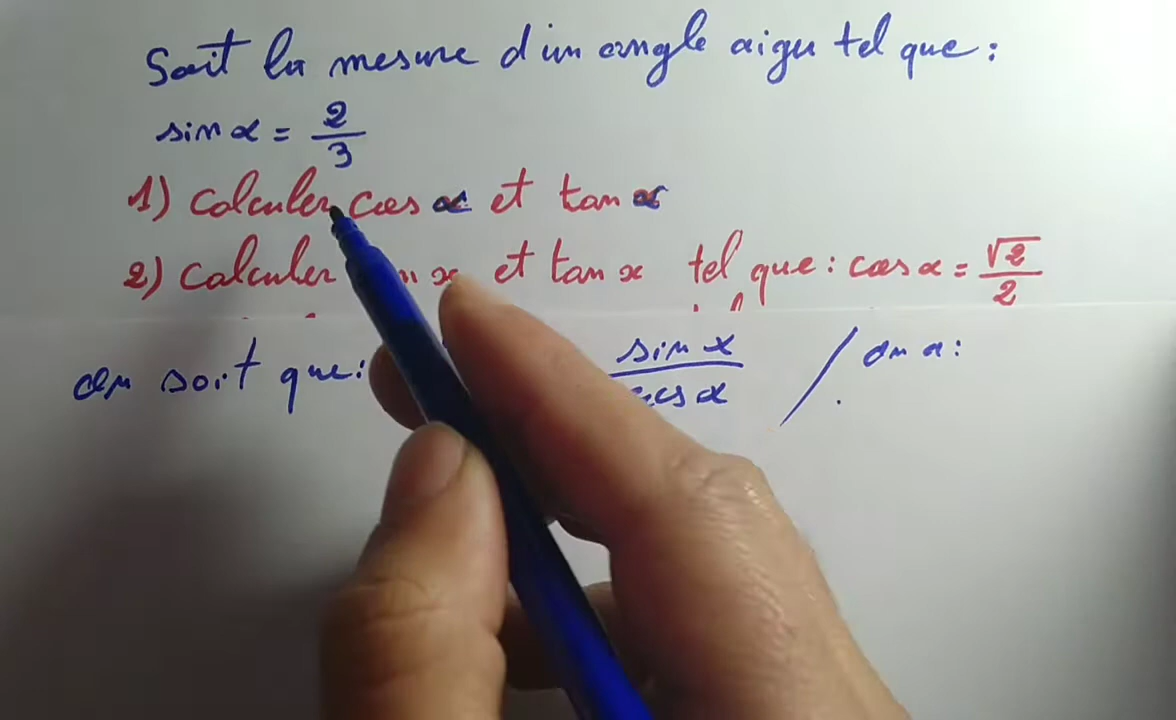 Soit la mesure d'un angle aigu tel que :
sin α = 2/3
1) calculer cos α et tan α
2) calculer x et tan x tel que : cos α = √2/2
on soit que : sin x / cos α / on a :